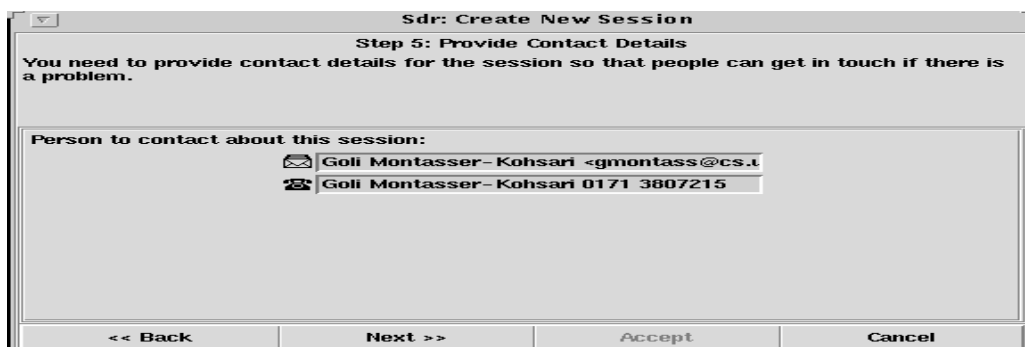 Sdr: Create New Session
Step 5: Provide Contact Details
You need to provide contact details for the session so that people can get in touch if there is
a problem.
Person to contact about this session:
Goli Montasser-Kohsari <gmontass@cs.u
Goli Montasser-Kohsari 0171 3807215
<< Back Next >> Accept Cancel